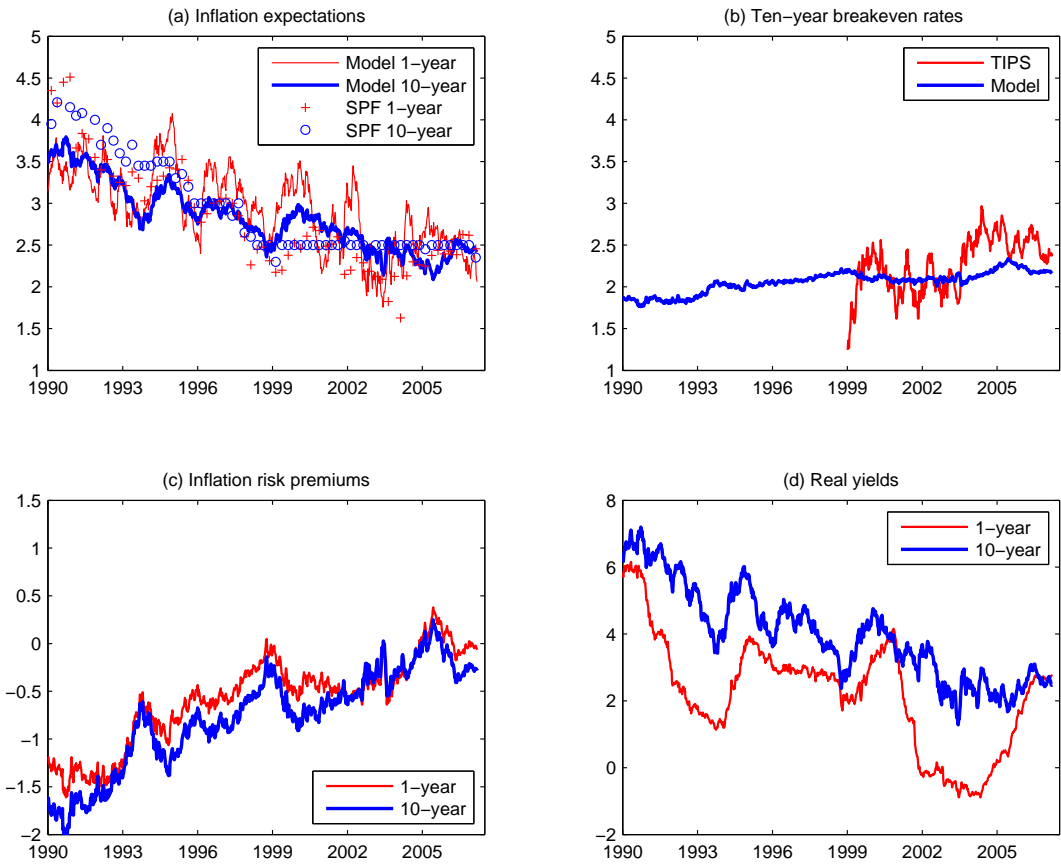 (a) Inflation expectations
5
4.5
4
3.5
3
2.5
2
1.5
1
1990 1993 1996 1999 2002 2005
Model 1−year
Model 10−year
SPF 1−year
SPF 10−year
(b) Ten−year breakeven rates
5
4.5
4
3.5
3
2.5
2
1.5
1
1990 1993 1996 1999 2002 2005
TIPS
Model
(c) Inflation risk premiums
1.5
1
0.5
0
−0.5
−1
−1.5
−2
1990 1993 1996 1999 2002 2005
1−year
10−year
(d) Real yields
8
6
4
2
0
−2
1990 1993 1996 1999 2002 2005
1−year
10−year